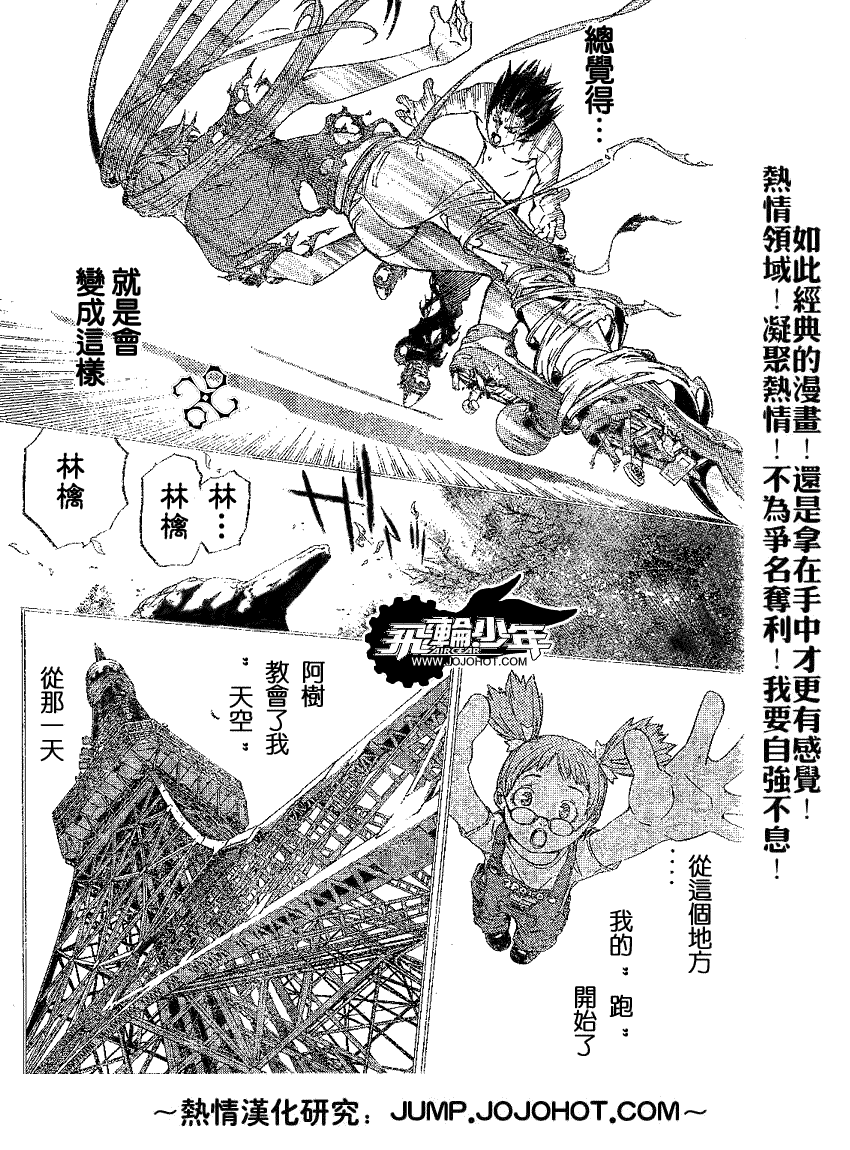 總覺得…
就是會
變成這樣
林…
林檎
林檎
飛輪少年
AIRGEAR
WWW.JOJOHOT.COM
從這個地方
‥‥
我的〝跑〞
開始了
阿樹
教會了我
〝天空〞
從那一天
如此經典的漫畫！還是拿在手中才更有感覺！
熱情領域！凝聚熱情！不為爭名奪利！我要自強不息！
～熱情漢化研究：JUMP.JOJOHOT.COM～